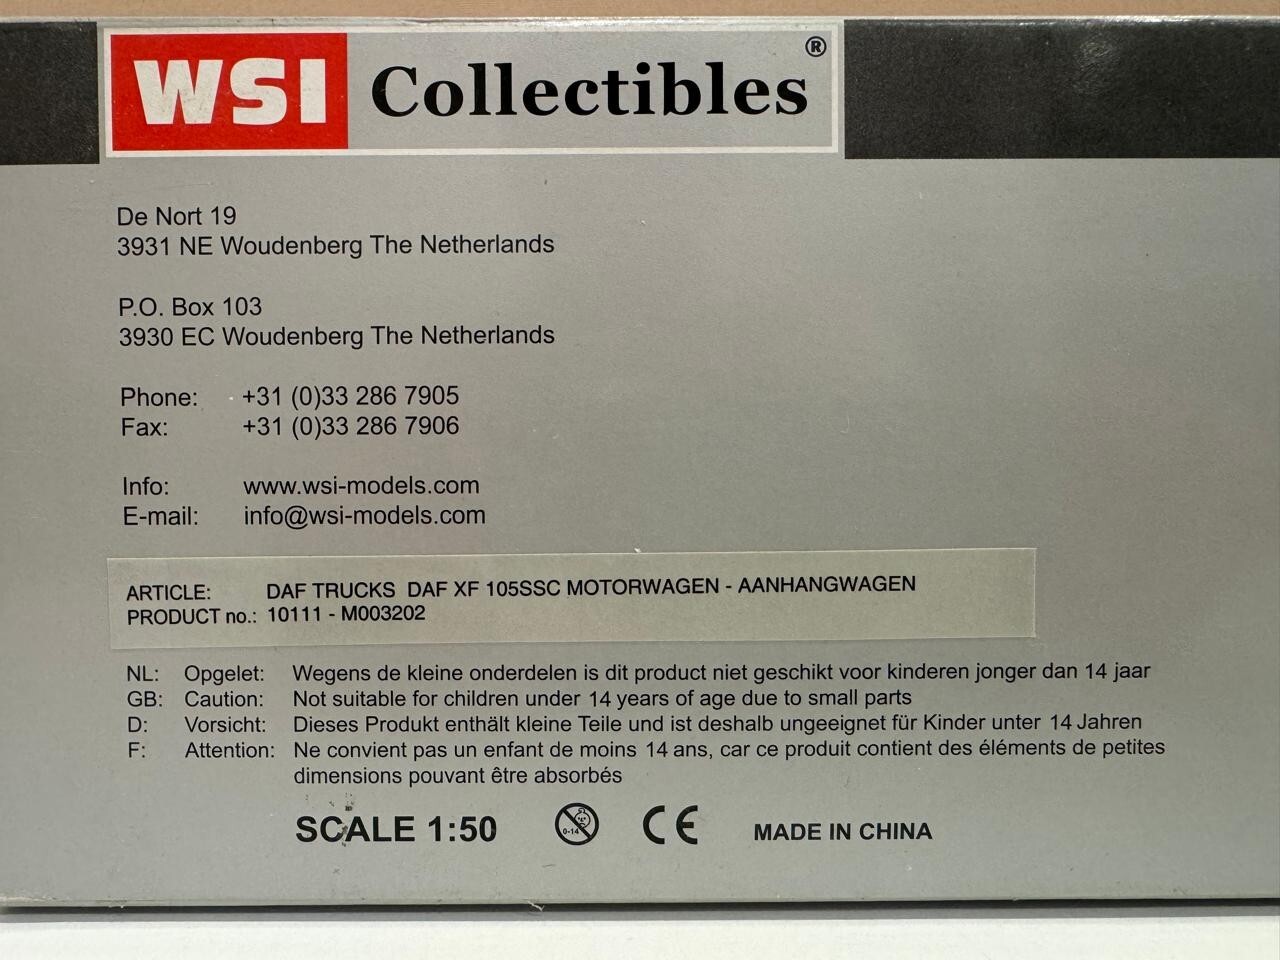 WSI Collectibles®
De Nort 19
3931 NE Woudenberg The Netherlands
P.O. Box 103
3930 EC Woudenberg The Netherlands
Phone: +31 (0)33 286 7905
Fax: +31 (0)33 286 7906
Info: www.wsi-models.com
E-mail: info@wsi-models.com
ARTICLE: DAF TRUCKS DAF XF 105SSC MOTORWAGEN - AANHANGWAGEN
PRODUCT no.: 10111 - M003202
NL: Opgelet: Wegens de kleine onderdelen is dit product niet geschikt voor kinderen jonger dan 14 jaar
GB: Caution: Not suitable for children under 14 years of age due to small parts
D: Vorsicht: Dieses Produkt enthält kleine Teile und ist deshalb ungeeignet für Kinder unter 14 Jahren
F: Attention: Ne convient pas un enfant de moins 14 ans, car ce produit contient des éléments de petites
dimensions pouvant être absorbés
SCALE 1:50 0-14 CE MADE IN CHINA